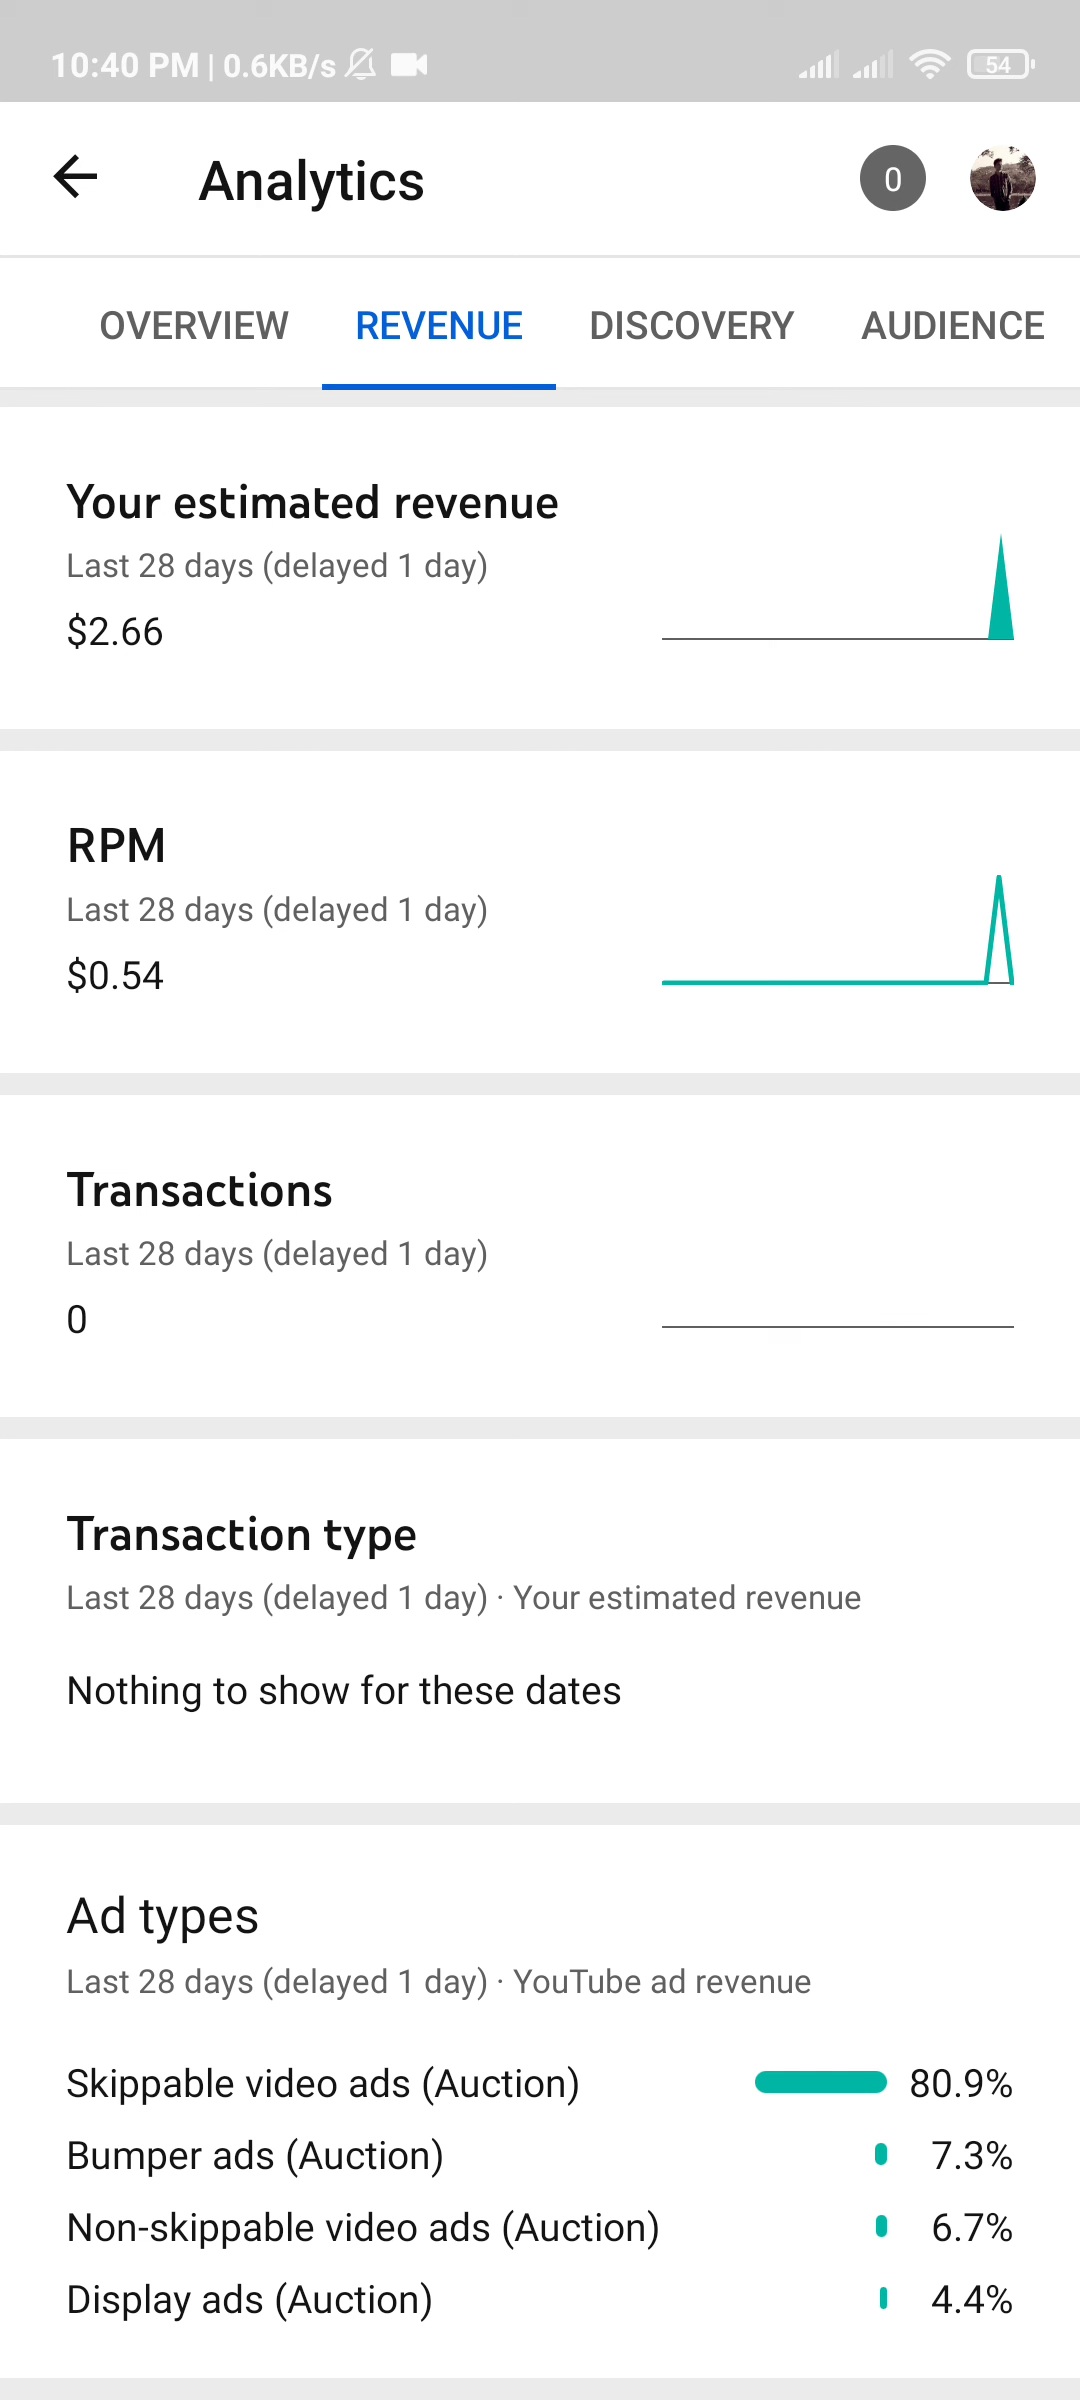 10:40 PM | 0.6KB/s 54
Analytics 0
OVERVIEW REVENUE DISCOVERY AUDIENCE
Your estimated revenue
Last 28 days (delayed 1 day)
$2.66
RPM
Last 28 days (delayed 1 day)
$0.54
Transactions
Last 28 days (delayed 1 day)
0
Transaction type
Last 28 days (delayed 1 day) · Your estimated revenue
Nothing to show for these dates
Ad types
Last 28 days (delayed 1 day) · YouTube ad revenue
Skippable video ads (Auction) 80.9%
Bumper ads (Auction) 7.3%
Non-skippable video ads (Auction) 6.7%
Display ads (Auction) 4.4%